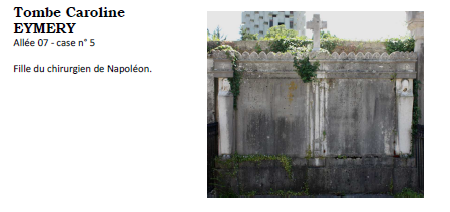 Tombe Caroline
EYMERY
Allée 07 - case n° 5
Fille du chirurgien de Napoléon.